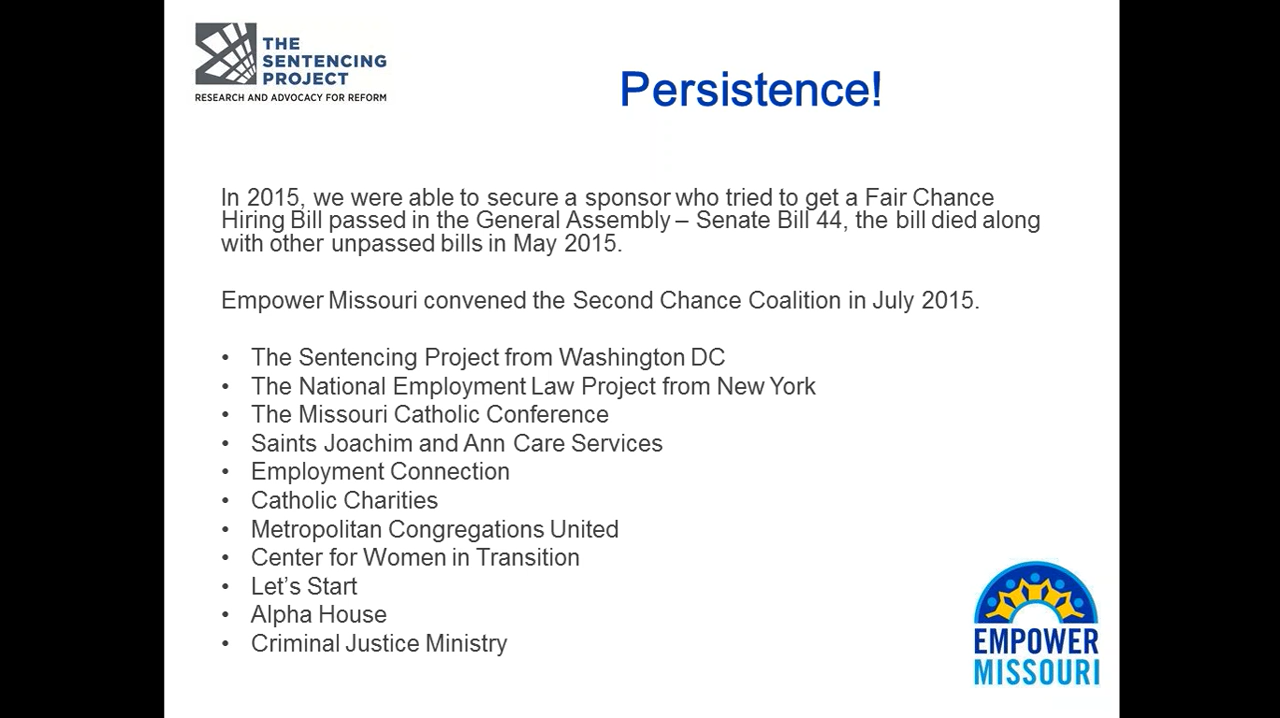 THE
SENTENCING
PROJECT
RESEARCH AND ADVOCACY FOR REFORM
Persistence!
In 2015, we were able to secure a sponsor who tried to get a Fair Chance
Hiring Bill passed in the General Assembly – Senate Bill 44, the bill died along
with other unpassed bills in May 2015.
Empower Missouri convened the Second Chance Coalition in July 2015.
• The Sentencing Project from Washington DC
• The National Employment Law Project from New York
• The Missouri Catholic Conference
• Saints Joachim and Ann Care Services
• Employment Connection
• Catholic Charities
• Metropolitan Congregations United
• Center for Women in Transition
• Let’s Start
• Alpha House
• Criminal Justice Ministry
EMPOWER
MISSOURI